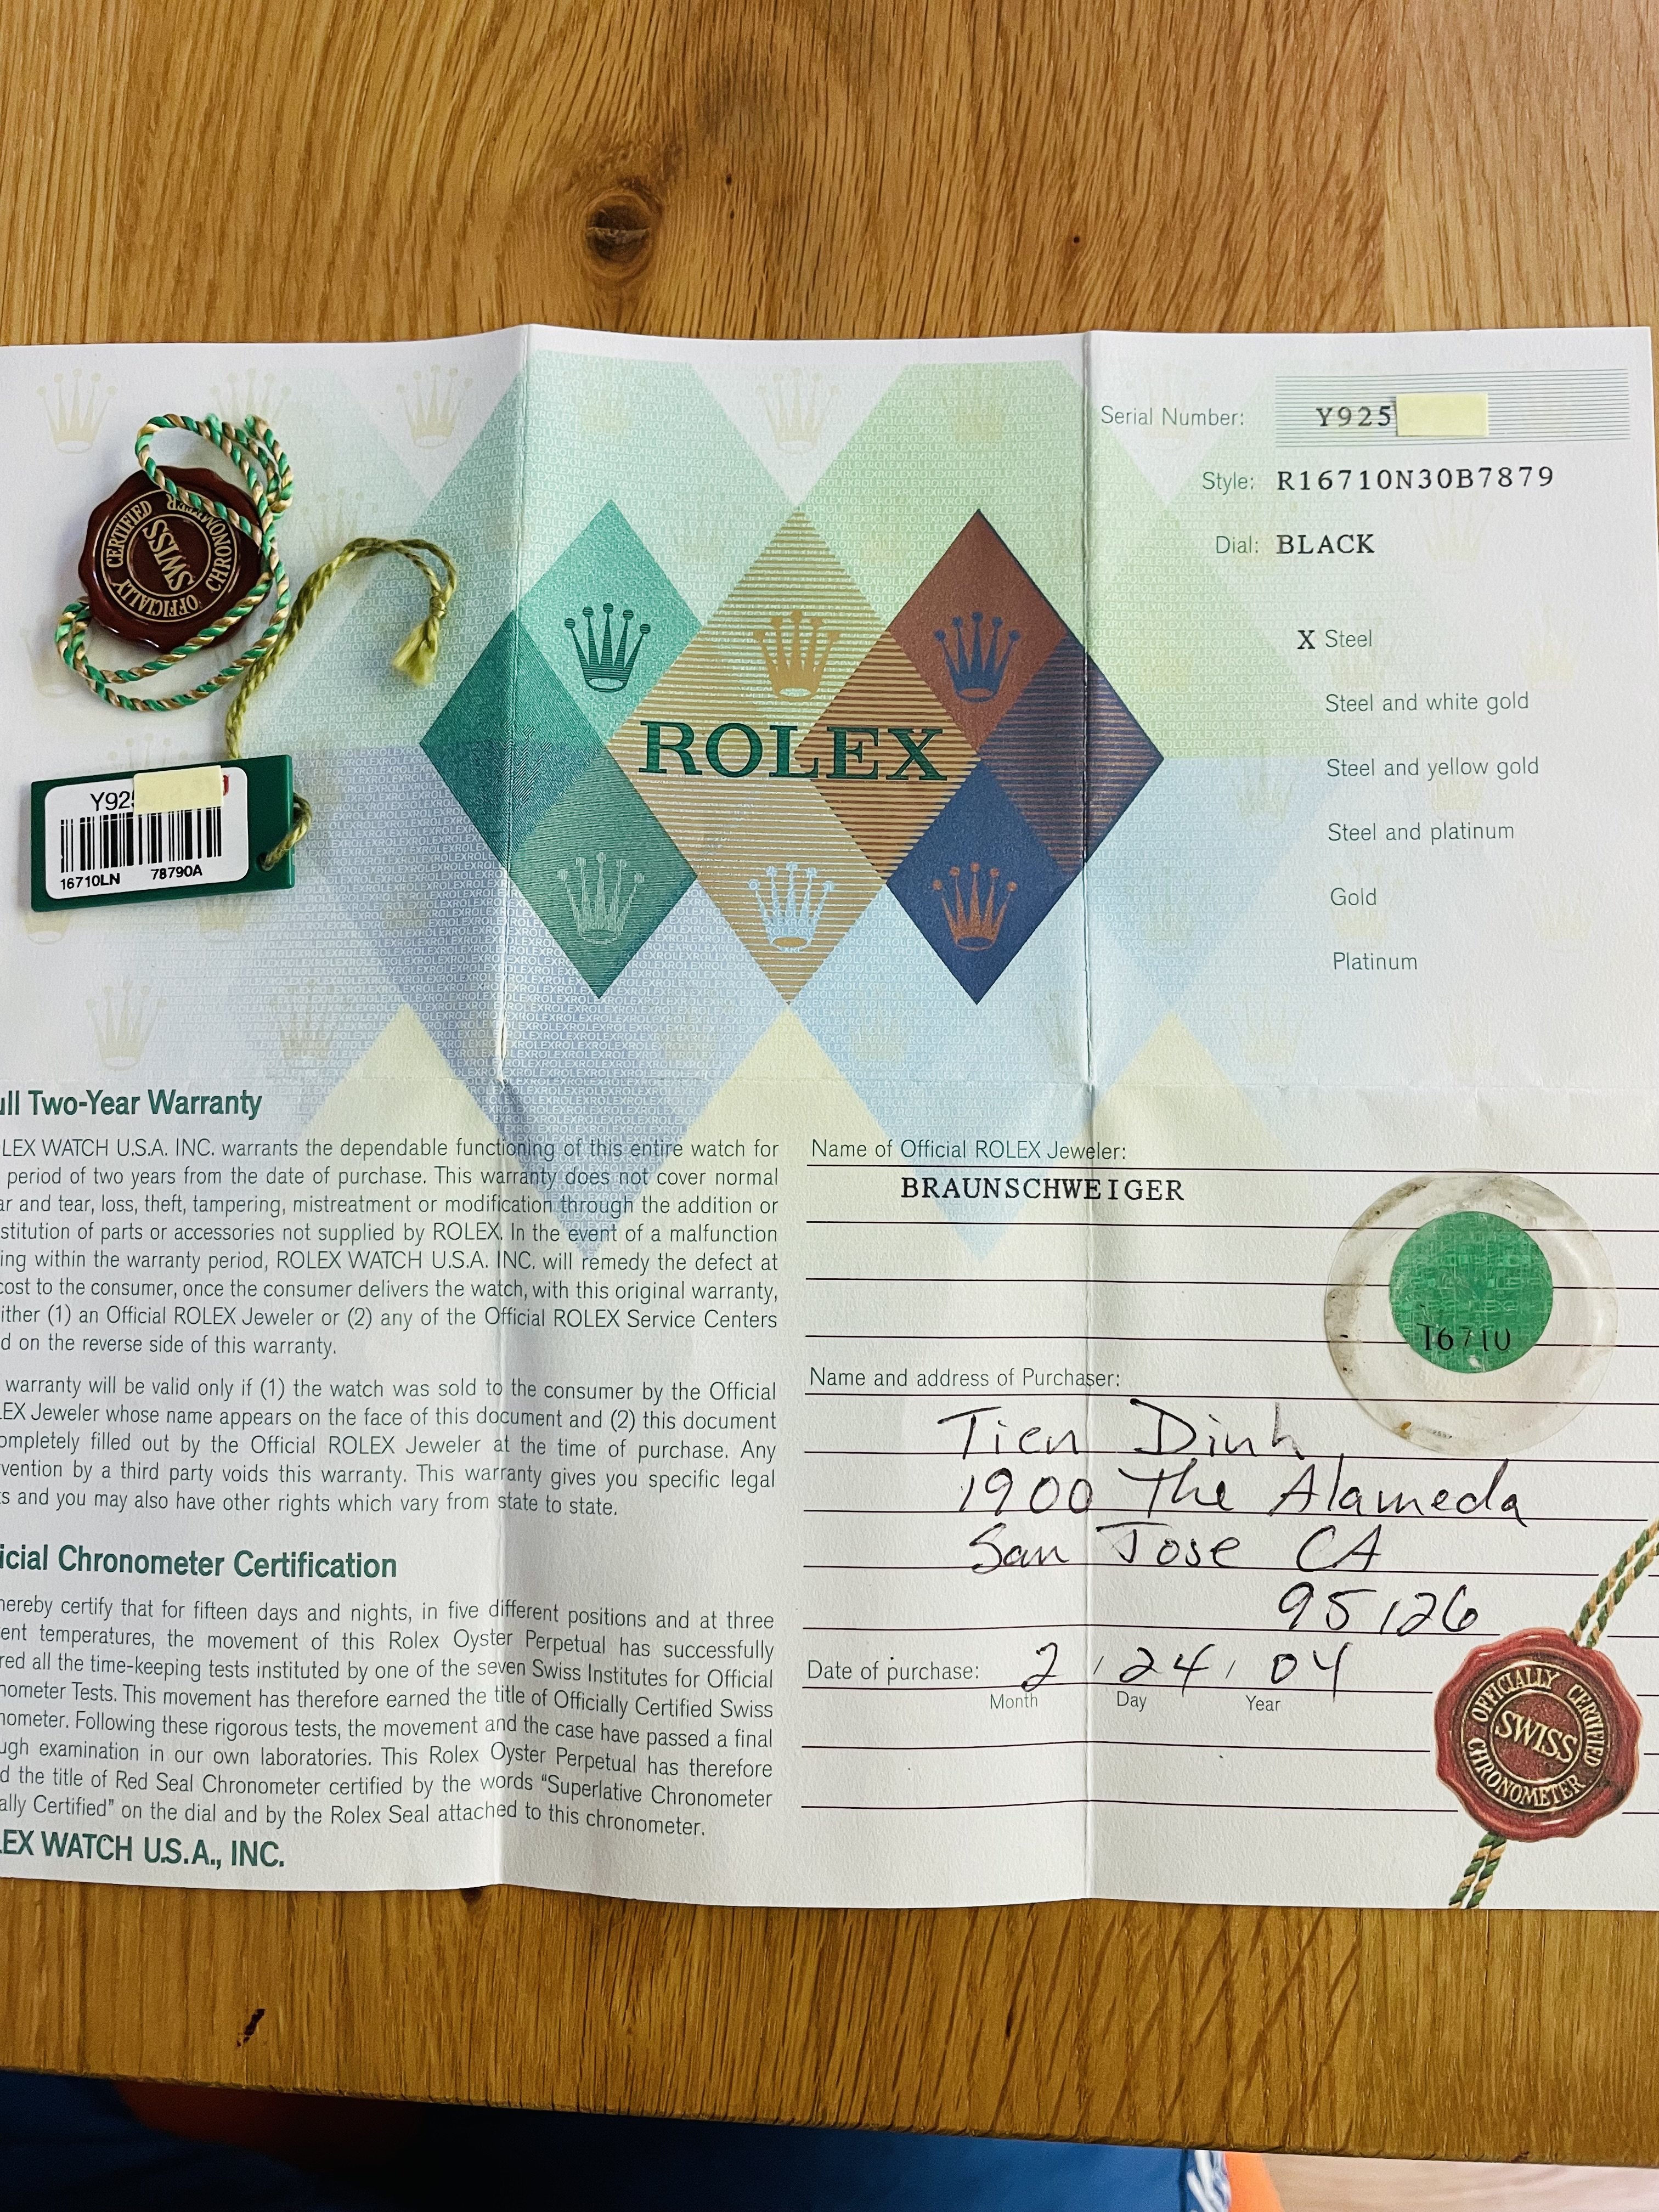 Serial Number: Y925
Style: R16710N30B7879
Dial: BLACK
X Steel
Steel and white gold
Steel and yellow gold
Steel and platinum
Gold
Platinum
OFFICIALLY CERTIFIED CHRONOMETER
SWISS
Y925
16710LN 78790A
ROLEX
ull Two-Year Warranty
LEX WATCH U.S.A. INC. warrants the dependable functioning of this entire watch for
period of two years from the date of purchase. This warranty does not cover normal
ar and tear, loss, theft, tampering, mistreatment or modification through the addition or
stitution of parts or accessories not supplied by ROLEX. In the event of a malfunction
ing within the warranty period, ROLEX WATCH U.S.A. INC. will remedy the defect at
cost to the consumer, once the consumer delivers the watch, with this original warranty,
ither (1) an Official ROLEX Jeweler or (2) any of the Official ROLEX Service Centers
d on the reverse side of this warranty.
warranty will be valid only if (1) the watch was sold to the consumer by the Official
LEX Jeweler whose name appears on the face of this document and (2) this document
ompletely filled out by the Official ROLEX Jeweler at the time of purchase. Any
vention by a third party voids this warranty. This warranty gives you specific legal
s and you may also have other rights which vary from state to state.
icial Chronometer Certification
hereby certify that for fifteen days and nights, in five different positions and at three
ent temperatures, the movement of this Rolex Oyster Perpetual has successfully
red all the time-keeping tests instituted by one of the seven Swiss Institutes for Official
nometer Tests. This movement has therefore earned the title of Officially Certified Swiss
nometer. Following these rigorous tests, the movement and the case have passed a final
ugh examination in our own laboratories. This Rolex Oyster Perpetual has therefore
d the title of Red Seal Chronometer certified by the words "Superlative Chronometer
ally Certified" on the dial and by the Rolex Seal attached to this chronometer.
LEX WATCH U.S.A., INC.
Name of Official ROLEX Jeweler:
BRAUNSCHWEIGER
16710
Name and address of Purchaser:
Tien Dinh
1900 The Alameda
San Jose CA
95126
Date of purchase: 2 / 24 / 04
Month Day Year
OFFICIALLY CERTIFIED CHRONOMETER
SWISS